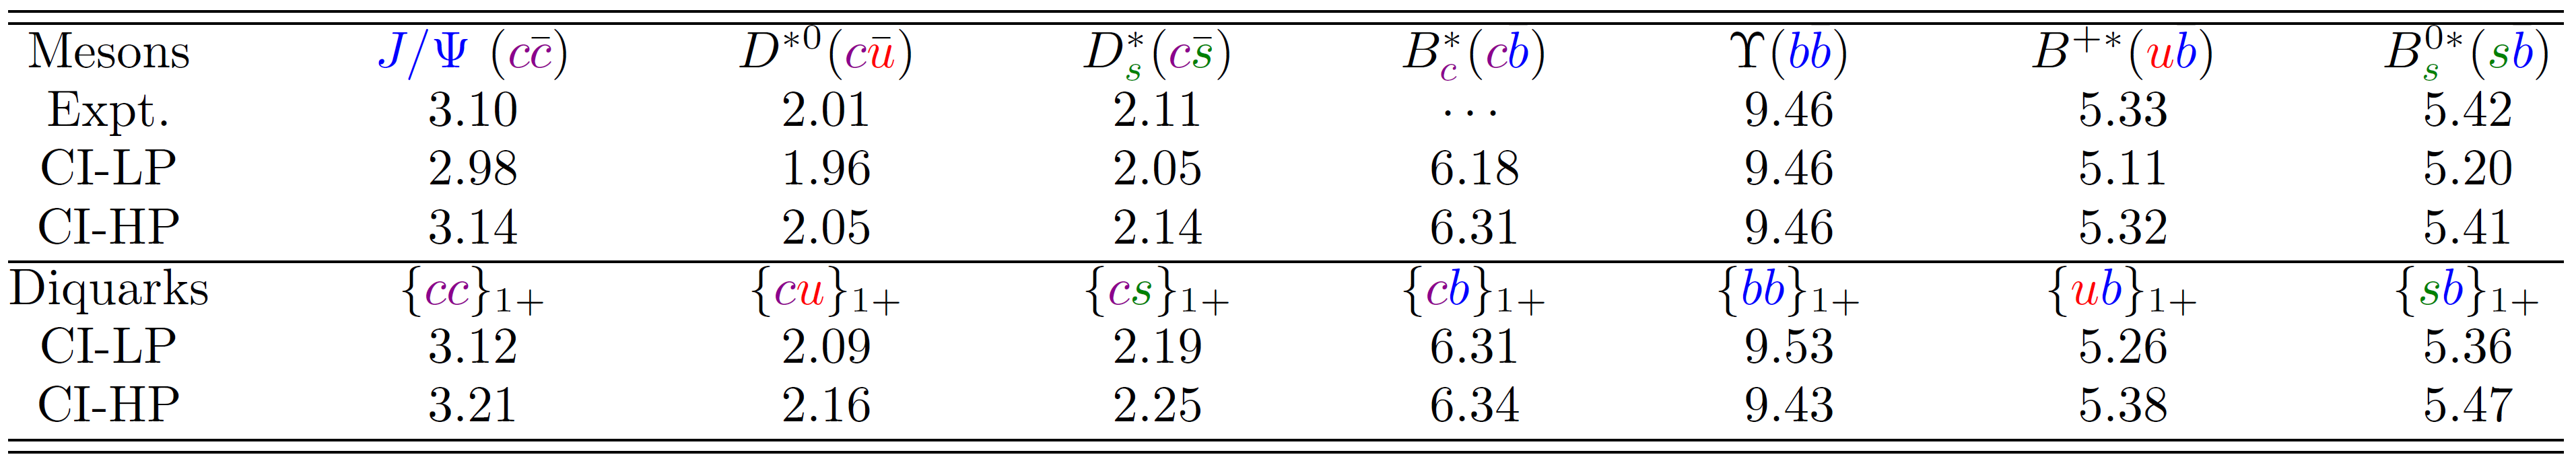 Mesons J/Ψ (cc̄) D*⁰(cū) Dₛ*(cs̄) B_c*(cb̄) Υ(bb̄) B⁺*(ub̄) Bₛ⁰*(sb̄)
Expt. 3.10 2.01 2.11 ··· 9.46 5.33 5.42
CI-LP 2.98 1.96 2.05 6.18 9.46 5.11 5.20
CI-HP 3.14 2.05 2.14 6.31 9.46 5.32 5.41
Diquarks {cc}₁₊ {cu}₁₊ {cs}₁₊ {cb}₁₊ {bb}₁₊ {ub}₁₊ {sb}₁₊
CI-LP 3.12 2.09 2.19 6.31 9.53 5.26 5.36
CI-HP 3.21 2.16 2.25 6.34 9.43 5.38 5.47